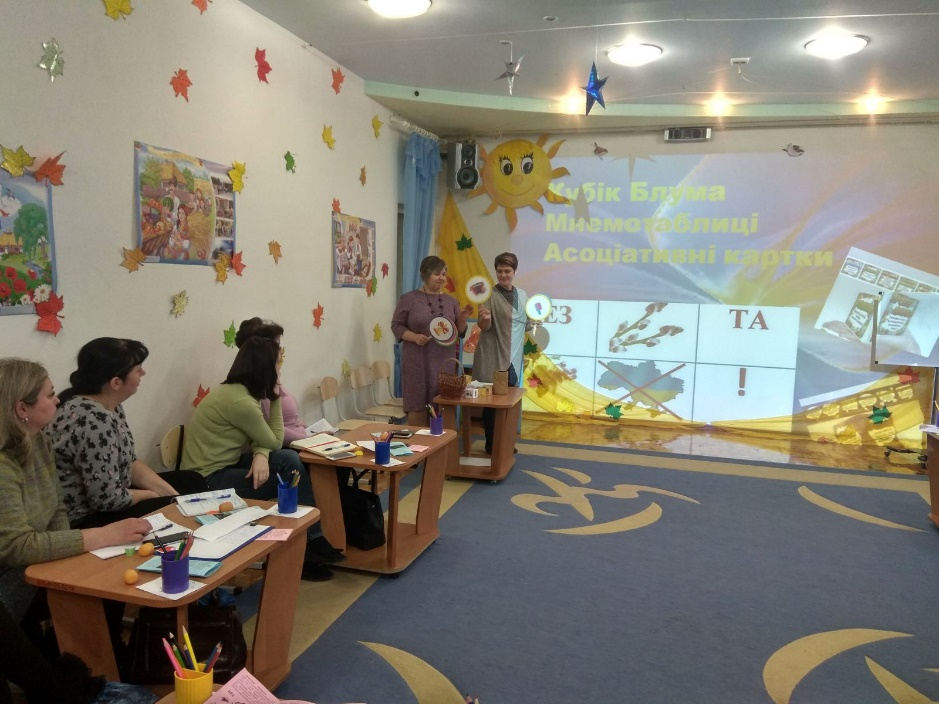 Кубік Блума
Мнемотаблиці
Асоціативні картки
ЕЗ
ТА
!